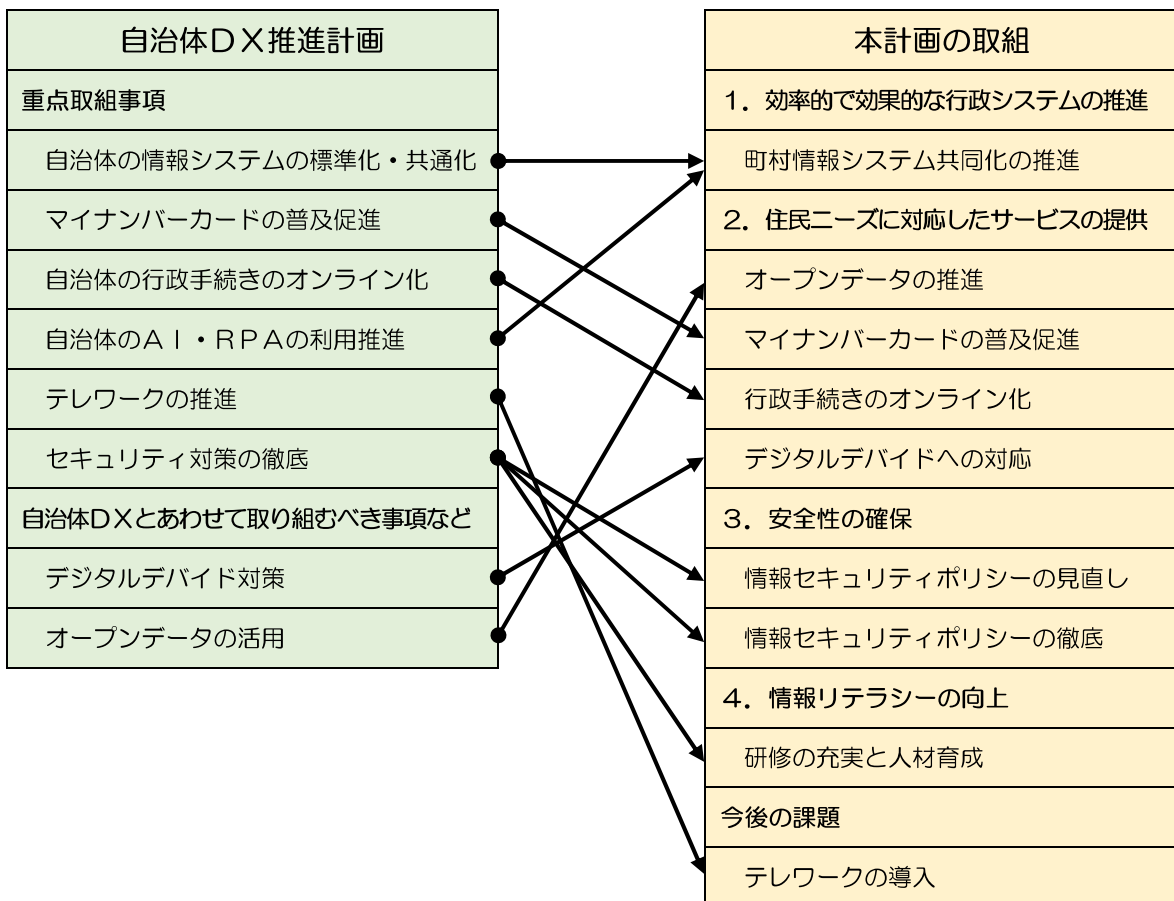 自治体ＤＸ推進計画
重点取組事項
自治体の情報システムの標準化・共通化
マイナンバーカードの普及促進
自治体の行政手続きのオンライン化
自治体のＡＩ・ＲＰＡの利用推進
テレワークの推進
セキュリティ対策の徹底
自治体ＤＸとあわせて取り組むべき事項など
デジタルデバイド対策
オープンデータの活用
本計画の取組
１．効率的で効果的な行政システムの推進
町村情報システム共同化の推進
２．住民ニーズに対応したサービスの提供
オープンデータの推進
マイナンバーカードの普及促進
行政手続きのオンライン化
デジタルデバイドへの対応
３．安全性の確保
情報セキュリティポリシーの見直し
情報セキュリティポリシーの徹底
４．情報リテラシーの向上
研修の充実と人材育成
今後の課題
テレワークの導入